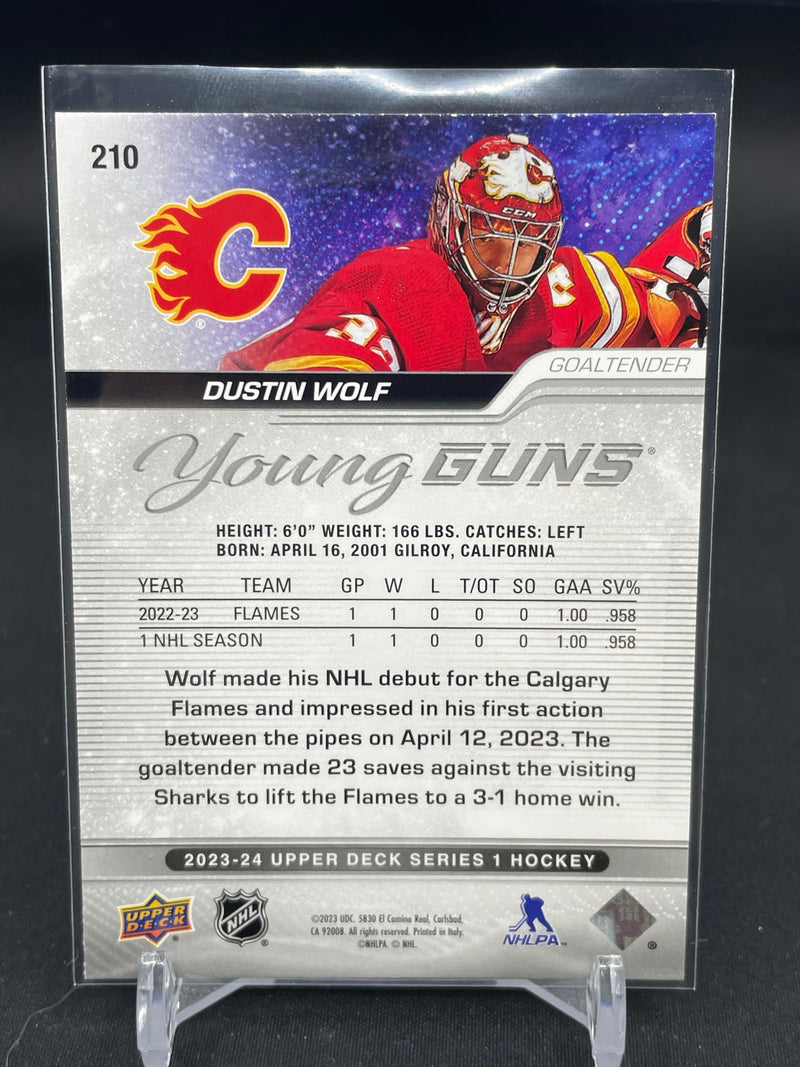 210
CCM
32
®
GOALTENDER
DUSTIN WOLF
Young GUNS®
HEIGHT: 6'0" WEIGHT: 166 LBS. CATCHES: LEFT
BORN: APRIL 16, 2001 GILROY, CALIFORNIA
YEAR TEAM GP W L T/OT SO GAA SV%
2022-23 FLAMES 1 1 0 0 0 1.00 .958
1 NHL SEASON 1 1 0 0 0 1.00 .958
Wolf made his NHL debut for the Calgary
Flames and impressed in his first action
between the pipes on April 12, 2023. The
goaltender made 23 saves against the visiting
Sharks to lift the Flames to a 3-1 home win.
2023-24 UPPER DECK SERIES 1 HOCKEY
UPPER DECK®
NHL®
©2023 UDC. 5830 El Camino Real, Carlsbad,
CA 92008. All rights reserved. Printed in Italy.
©NHLPA. © NHL.
NHLPA™
®